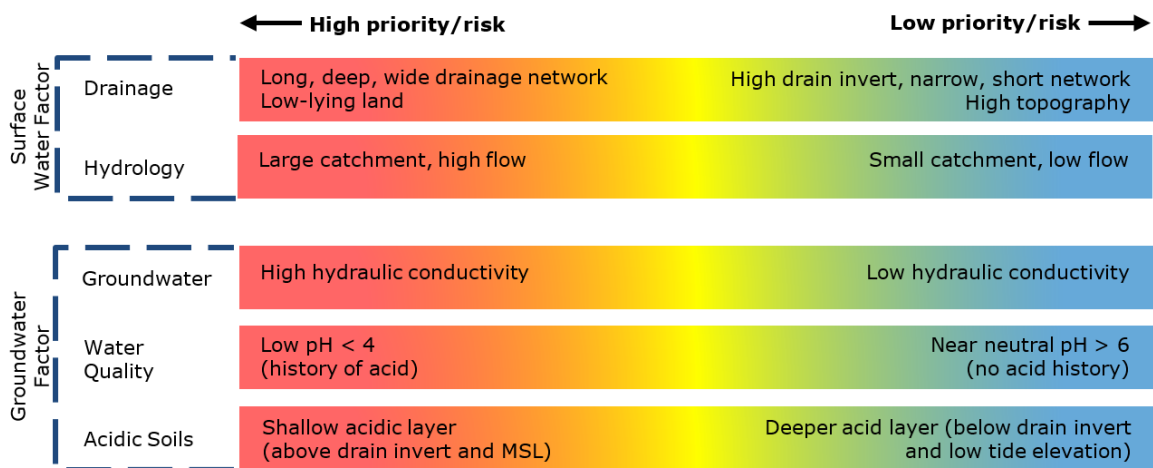 High priority/risk
Low priority/risk
Surface
Water Factor
Drainage
Long, deep, wide drainage network
Low-lying land
High drain invert, narrow, short network
High topography
Hydrology
Large catchment, high flow
Small catchment, low flow
Groundwater
Factor
Groundwater
High hydraulic conductivity
Low hydraulic conductivity
Water
Quality
Low pH < 4
(history of acid)
Near neutral pH > 6
(no acid history)
Acidic Soils
Shallow acidic layer
(above drain invert and MSL)
Deeper acid layer (below drain invert
and low tide elevation)